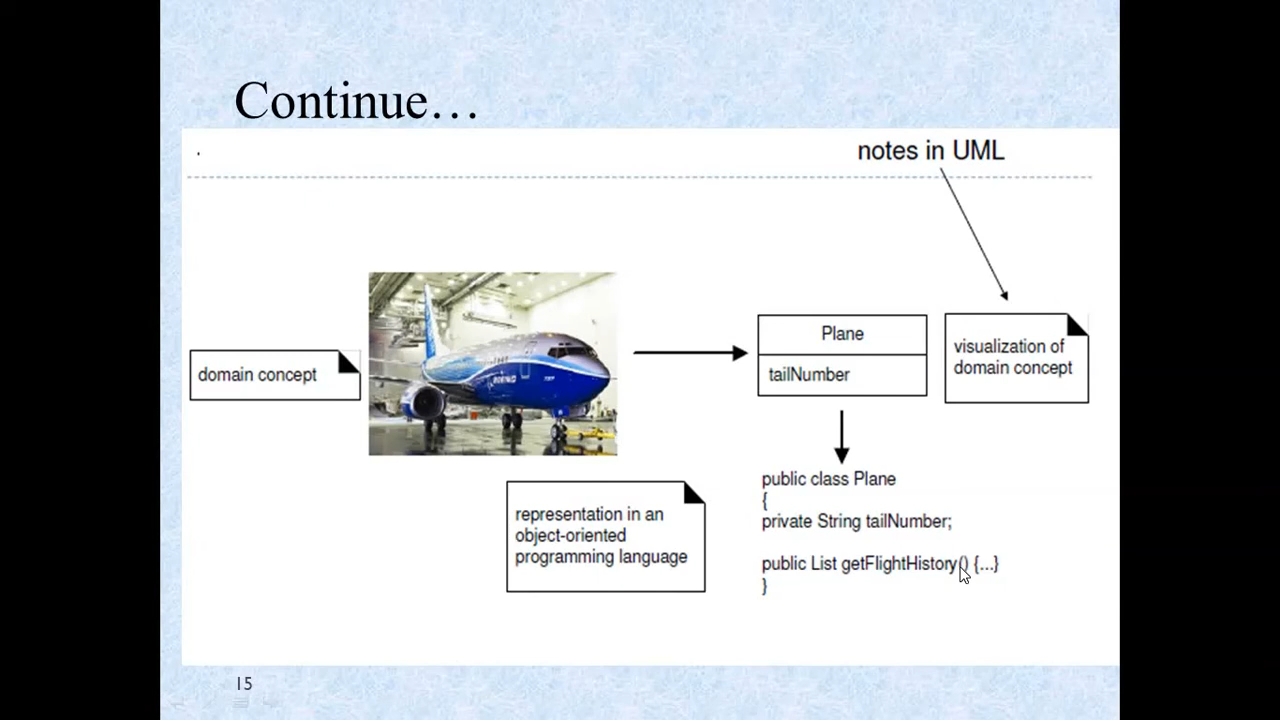 Continue…
.
notes in UML
domain concept
BOEING
Plane
tailNumber
visualization of
domain concept
representation in an
object-oriented
programming language
public class Plane
{
private String tailNumber;
public List getFlightHistory() {...}
}
15